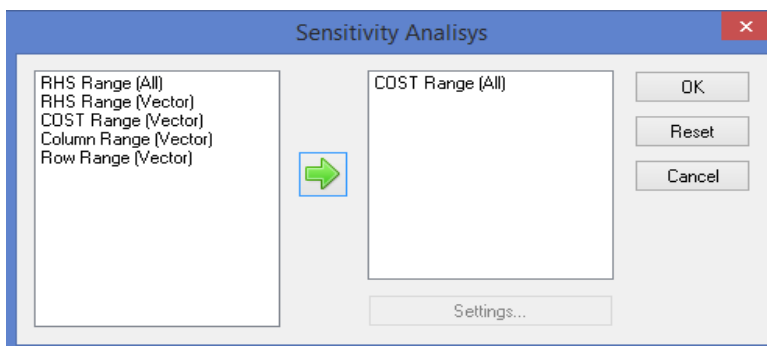 Sensitivity Analisys
RHS Range (All)
RHS Range (Vector)
COST Range (Vector)
Column Range (Vector)
Row Range (Vector)
COST Range (All)
OK
Reset
Cancel
Settings...